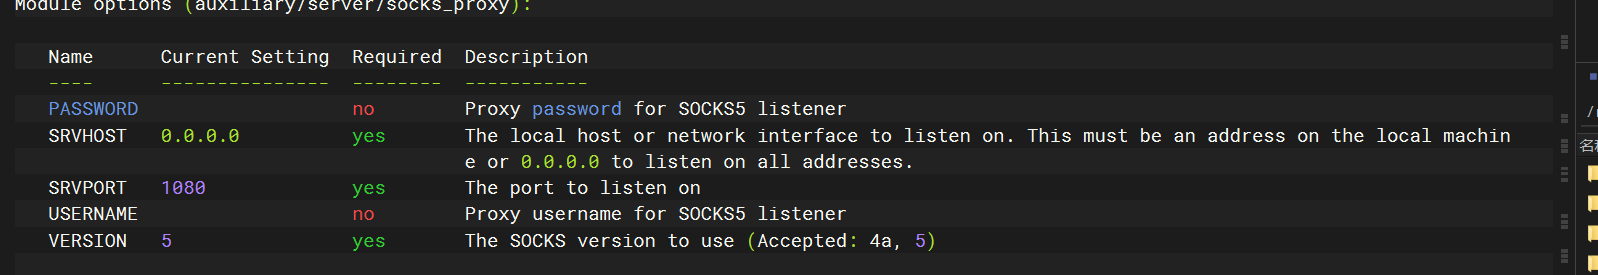 Module options (auxiliary/server/socks_proxy):
Name Current Setting Required Description
---- --------------- -------- -----------
PASSWORD no Proxy password for SOCKS5 listener
SRVHOST 0.0.0.0 yes The local host or network interface to listen on. This must be an address on the local machin
e or 0.0.0.0 to listen on all addresses.
SRVPORT 1080 yes The port to listen on
USERNAME no Proxy username for SOCKS5 listener
VERSION 5 yes The SOCKS version to use (Accepted: 4a, 5)
名